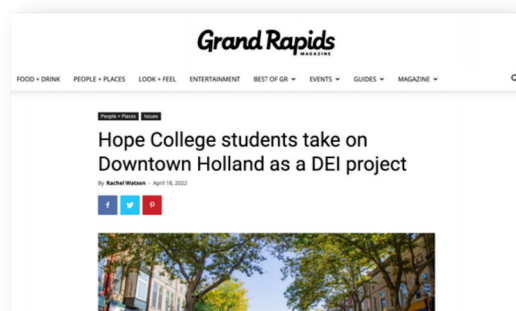 Grand Rapids
MAGAZINE
FOOD + DRINK PEOPLE + PLACES LOOK + FEEL ENTERTAINMENT BEST OF GR EVENTS GUIDES MAGAZINE
People + Places Issues
Hope College students take on
Downtown Holland as a DEI project
By Rachel Watson - April 18, 2022